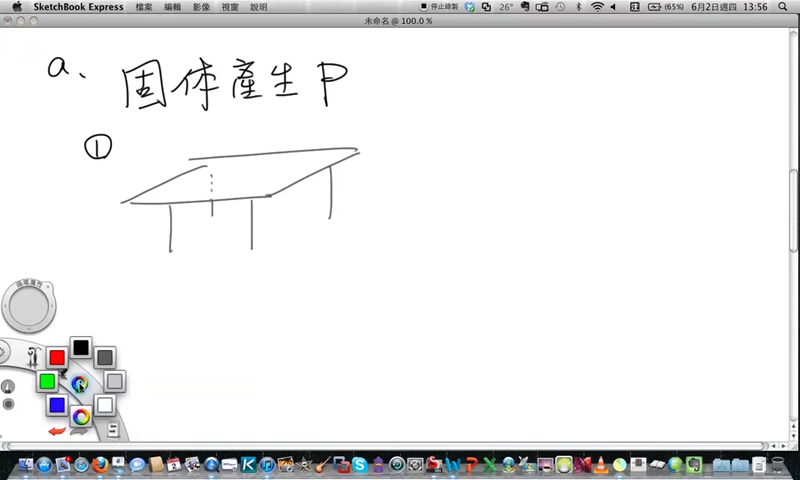 SketchBook Express 檔案 編輯 影像 視窗 說明 停止錄製 26° (65%) 6月2日週四 13:56
未命名 @ 100.0 %
a、固体產生 P
①